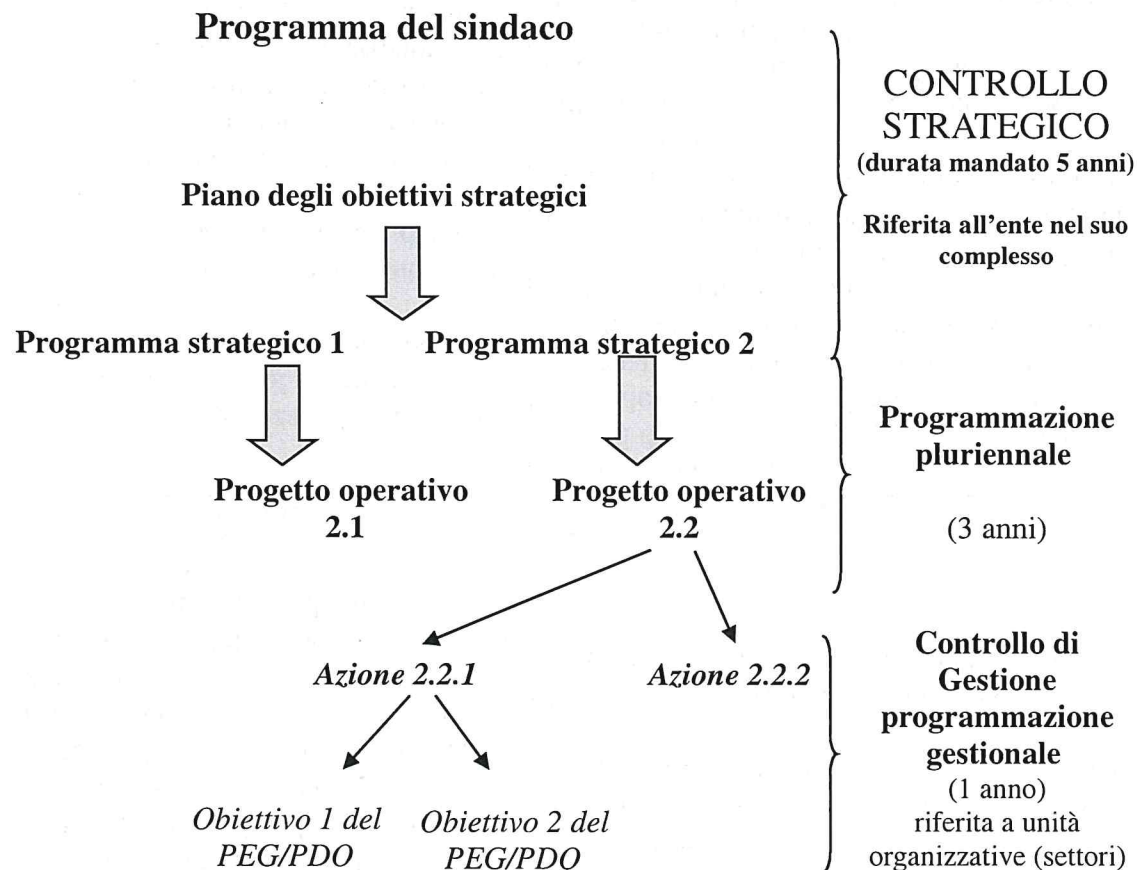 Programma del sindaco
CONTROLLO
STRATEGICO
(durata mandato 5 anni)
Piano degli obiettivi strategici
Riferita all'ente nel suo
complesso
Programma strategico 1
Programma strategico 2
Programmazione
pluriennale
(3 anni)
Progetto operativo
2.1
Progetto operativo
2.2
Azione 2.2.1
Azione 2.2.2
Controllo di
Gestione
programmazione
gestionale
(1 anno)
riferita a unità
organizzative (settori)
Obiettivo 1 del
PEG/PDO
Obiettivo 2 del
PEG/PDO